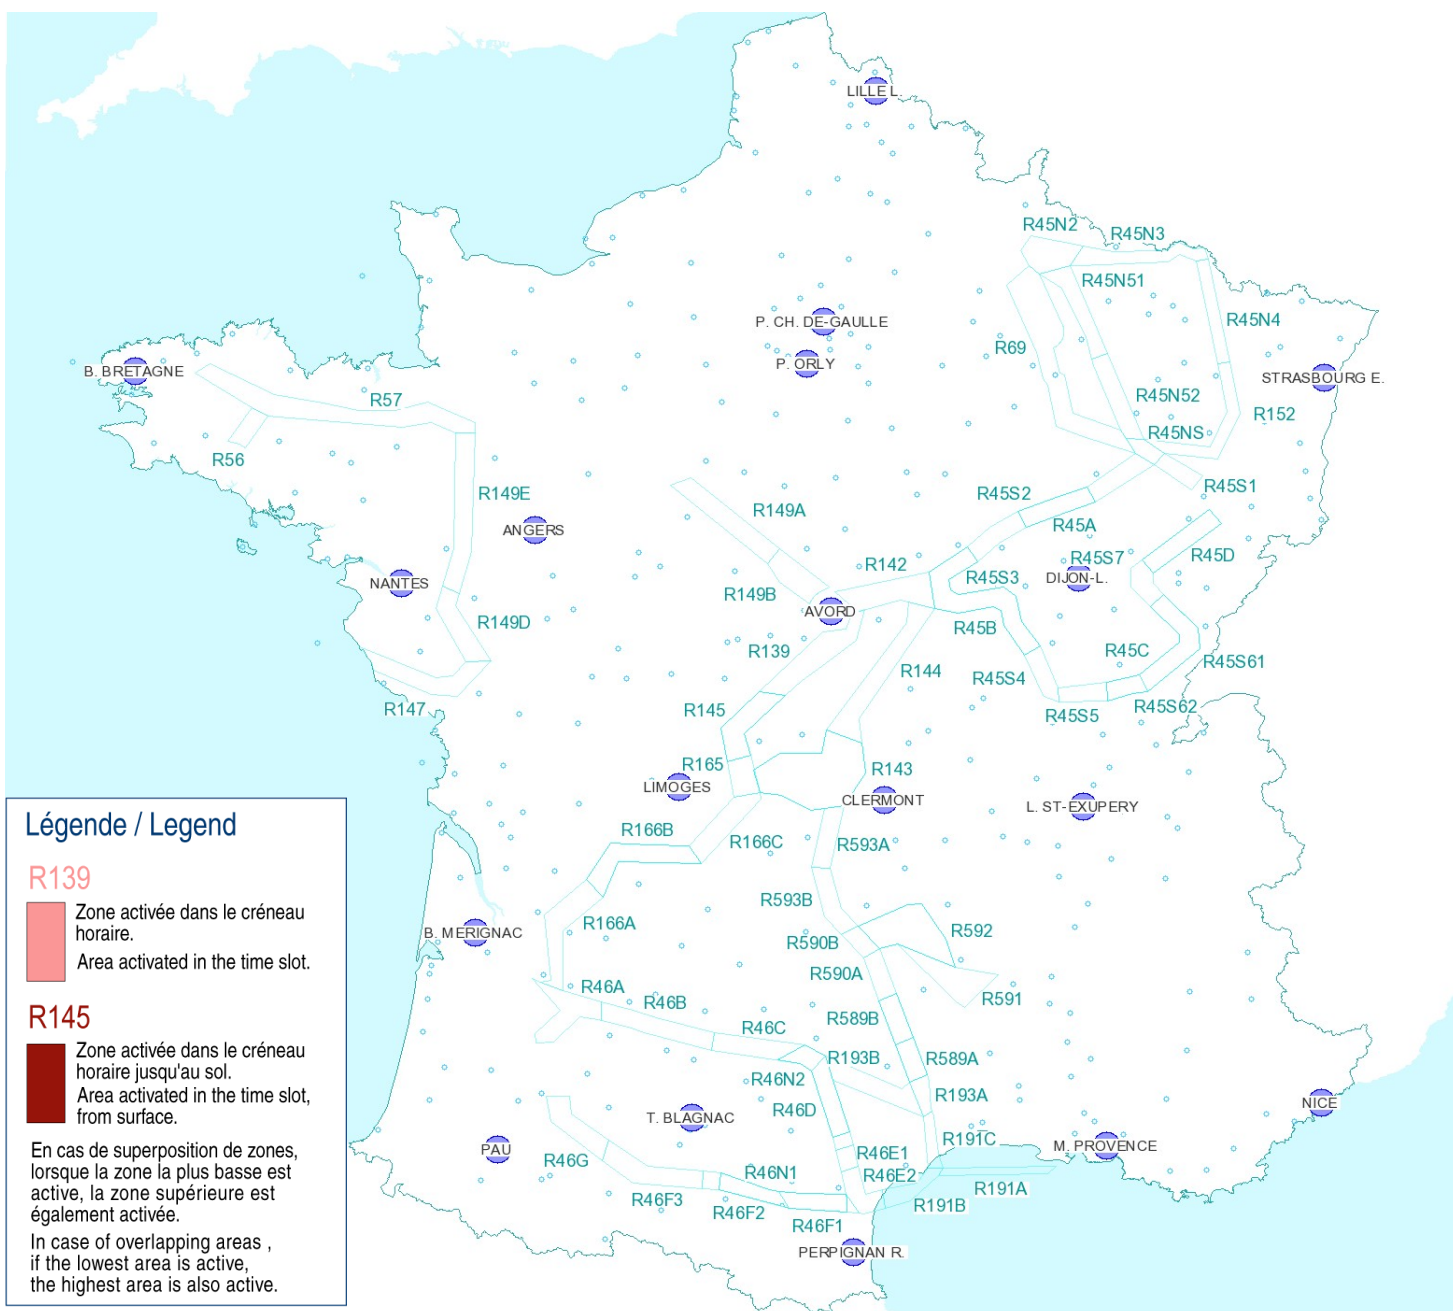 LILLE L.
R45N2
R45N3
R45N51
P. CH. DE-GAULLE
R45N4
R69
P. ORLY
B. BRETAGNE
STRASBOURG E.
R57
R45N52
R152
R45NS
R56
R149E
R45S2
R45S1
R149A
ANGERS
R45A
R45S7
R45D
R142
NANTES
R45S3
DIJON-L.
R149B
AVORD
R149D
R45B
R139
R45C
R45S61
R144
R45S4
R147
R145
R45S5
R45S62
R165
R143
LIMOGES
CLERMONT
L. ST-EXUPERY
R166B
R166C
R593A
R593B
R166A
B. MERIGNAC
R590B
R592
R590A
R46A
R46B
R591
R46C
R589B
R193B
R589A
R46N2
R193A
R46D
T. BLAGNAC
NICE
R191C
M. PROVENCE
PAU
R46G
R46E1
R46N1
R46E2
R191A
R46F3
R191B
R46F2
R46F1
PERPIGNAN R.
Légende / Legend
R139
Zone activée dans le créneau
horaire.
Area activated in the time slot.
R145
Zone activée dans le créneau
horaire jusqu'au sol.
Area activated in the time slot,
from surface.
En cas de superposition de zones,
lorsque la zone la plus basse est
active, la zone supérieure est
également activée.
In case of overlapping areas ,
if the lowest area is active,
the highest area is also active.